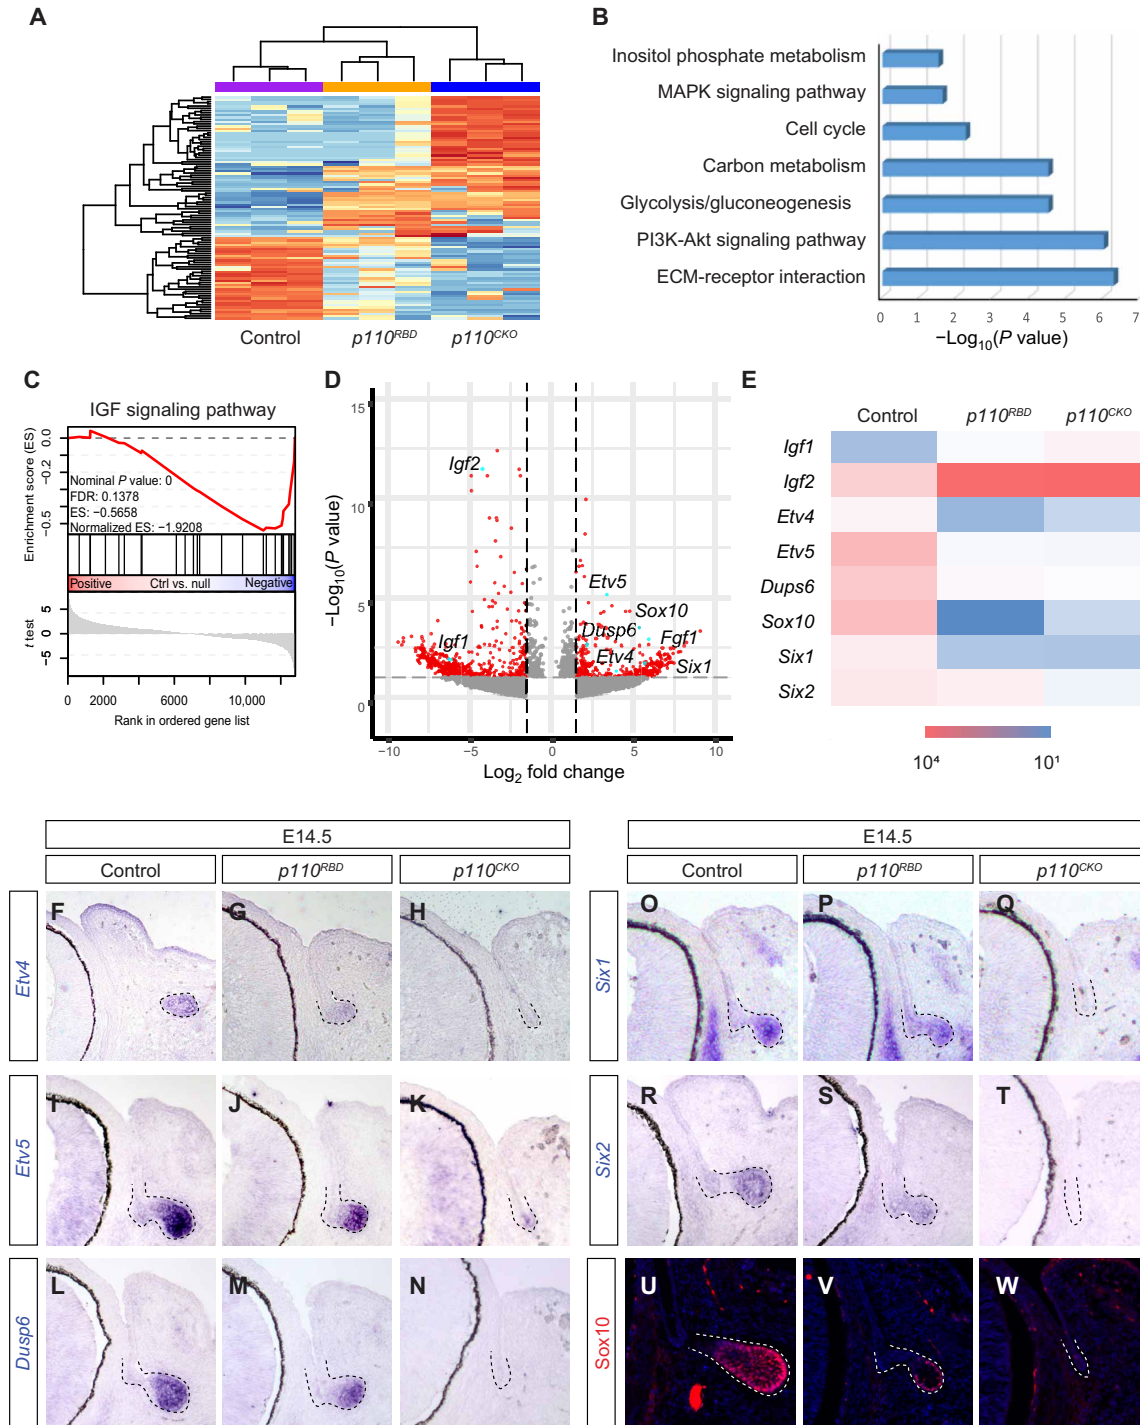 A
Control
p110RBD
p110CKO
B
Inositol phosphate metabolism
MAPK signaling pathway
Cell cycle
Carbon metabolism
Glycolysis/gluconeogenesis
PI3K-Akt signaling pathway
ECM-receptor interaction
0 1 2 3 4 5 6 7
−Log10(P value)
C
IGF signaling pathway
Enrichment score (ES)
0.0
−0.2
−0.5
Nominal P value: 0
FDR: 0.1378
ES: −0.5658
Normalized ES: −1.9208
Positive Ctrl vs. null Negative
t test
5
0
−5
0 2000 6000 10,000
Rank in ordered gene list
D
−Log10(P value)
15
10
5
0
Igf2
Etv5
Sox10
Dusp6
Fgf1
Igf1
Etv4
Six1
−10 −5 0 5 10
Log2 fold change
E
Control p110RBD p110CKO
Igf1
Igf2
Etv4
Etv5
Dups6
Sox10
Six1
Six2
10⁴ 10¹
E14.5
Control p110RBD p110CKO
Etv4
F G H
Etv5
I J K
Dusp6
L M N
E14.5
Control p110RBD p110CKO
Six1
O P Q
Six2
R S T
Sox10
U V W